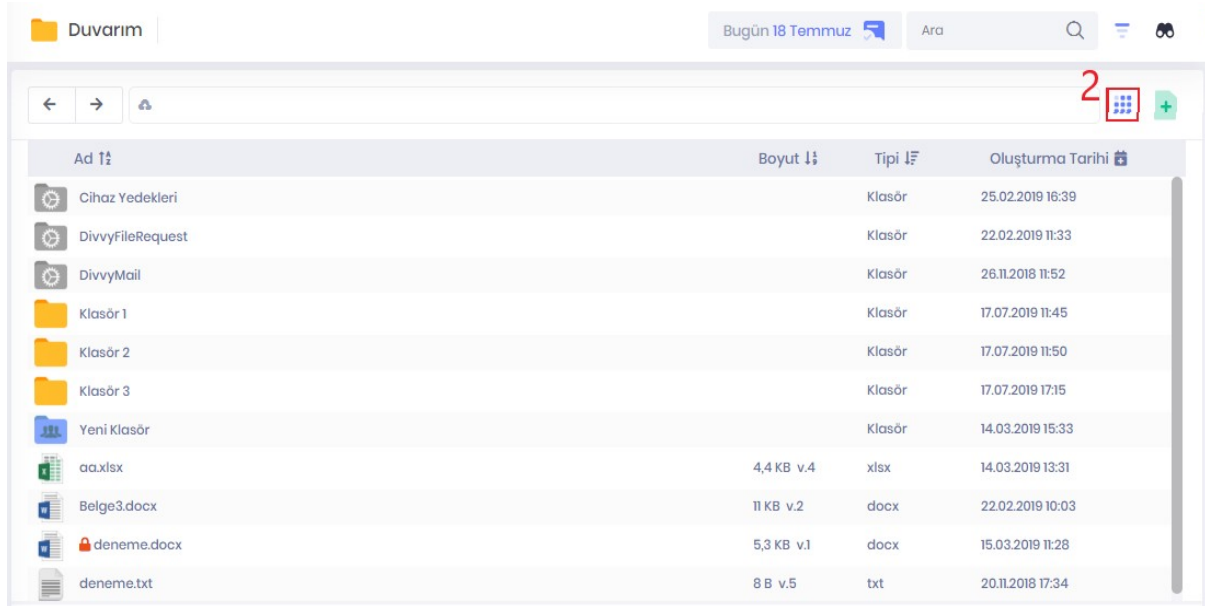 Duvarım
Bugün 18 Temmuz
Ara
2
Ad
Boyut
Tipi
Oluşturma Tarihi
Cihaz Yedekleri Klasör 25.02.2019 16:39
DivvyFileRequest Klasör 22.02.2019 11:33
DivvyMail Klasör 26.11.2018 11:52
Klasör 1 Klasör 17.07.2019 11:45
Klasör 2 Klasör 17.07.2019 11:50
Klasör 3 Klasör 17.07.2019 17:15
Yeni Klasör Klasör 14.03.2019 15:33
aa.xlsx 4,4 KB v.4 xlsx 14.03.2019 13:31
Belge3.docx 11 KB v.2 docx 22.02.2019 10:03
deneme.docx 5,3 KB v.1 docx 15.03.2019 11:28
deneme.txt 8 B v.5 txt 20.11.2018 17:34